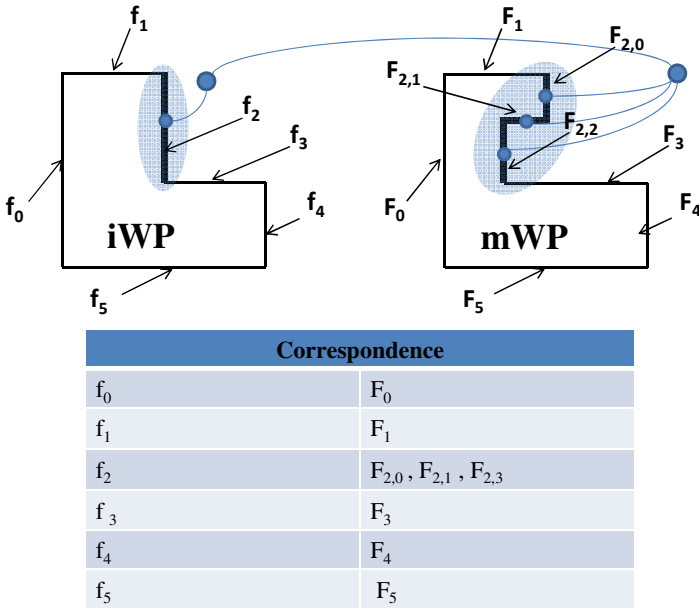 f1
F1
F2,0
F2,1
f2
F2,2
f3
F3
f0
f4
F0
F4
iWP
mWP
f5
F5
Correspondence
f0 F0
f1 F1
f2 F2,0 , F2,1 , F2,3
f 3 F3
f4 F4
f5 F5